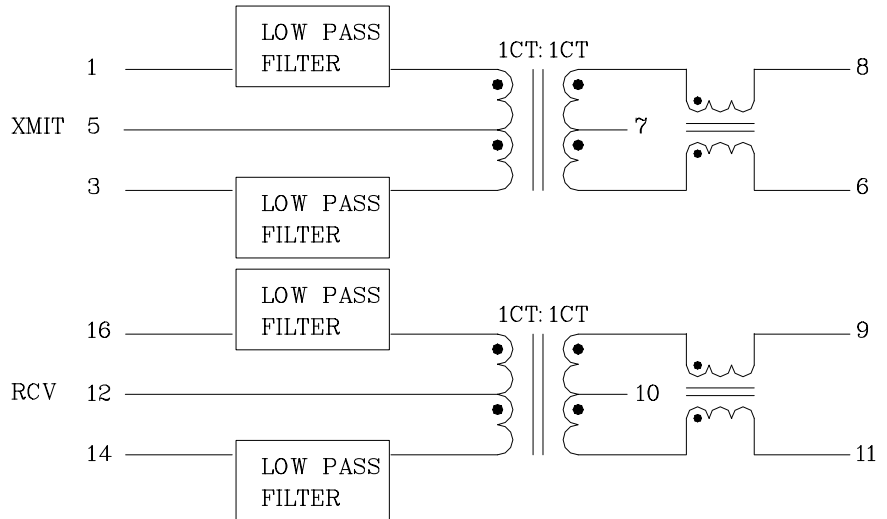 LOW PASS
FILTER
1CT: 1CT
1
8
XMIT
5
7
3
6
LOW PASS
FILTER
LOW PASS
FILTER
1CT: 1CT
16
9
RCV
12
10
14
11
LOW PASS
FILTER